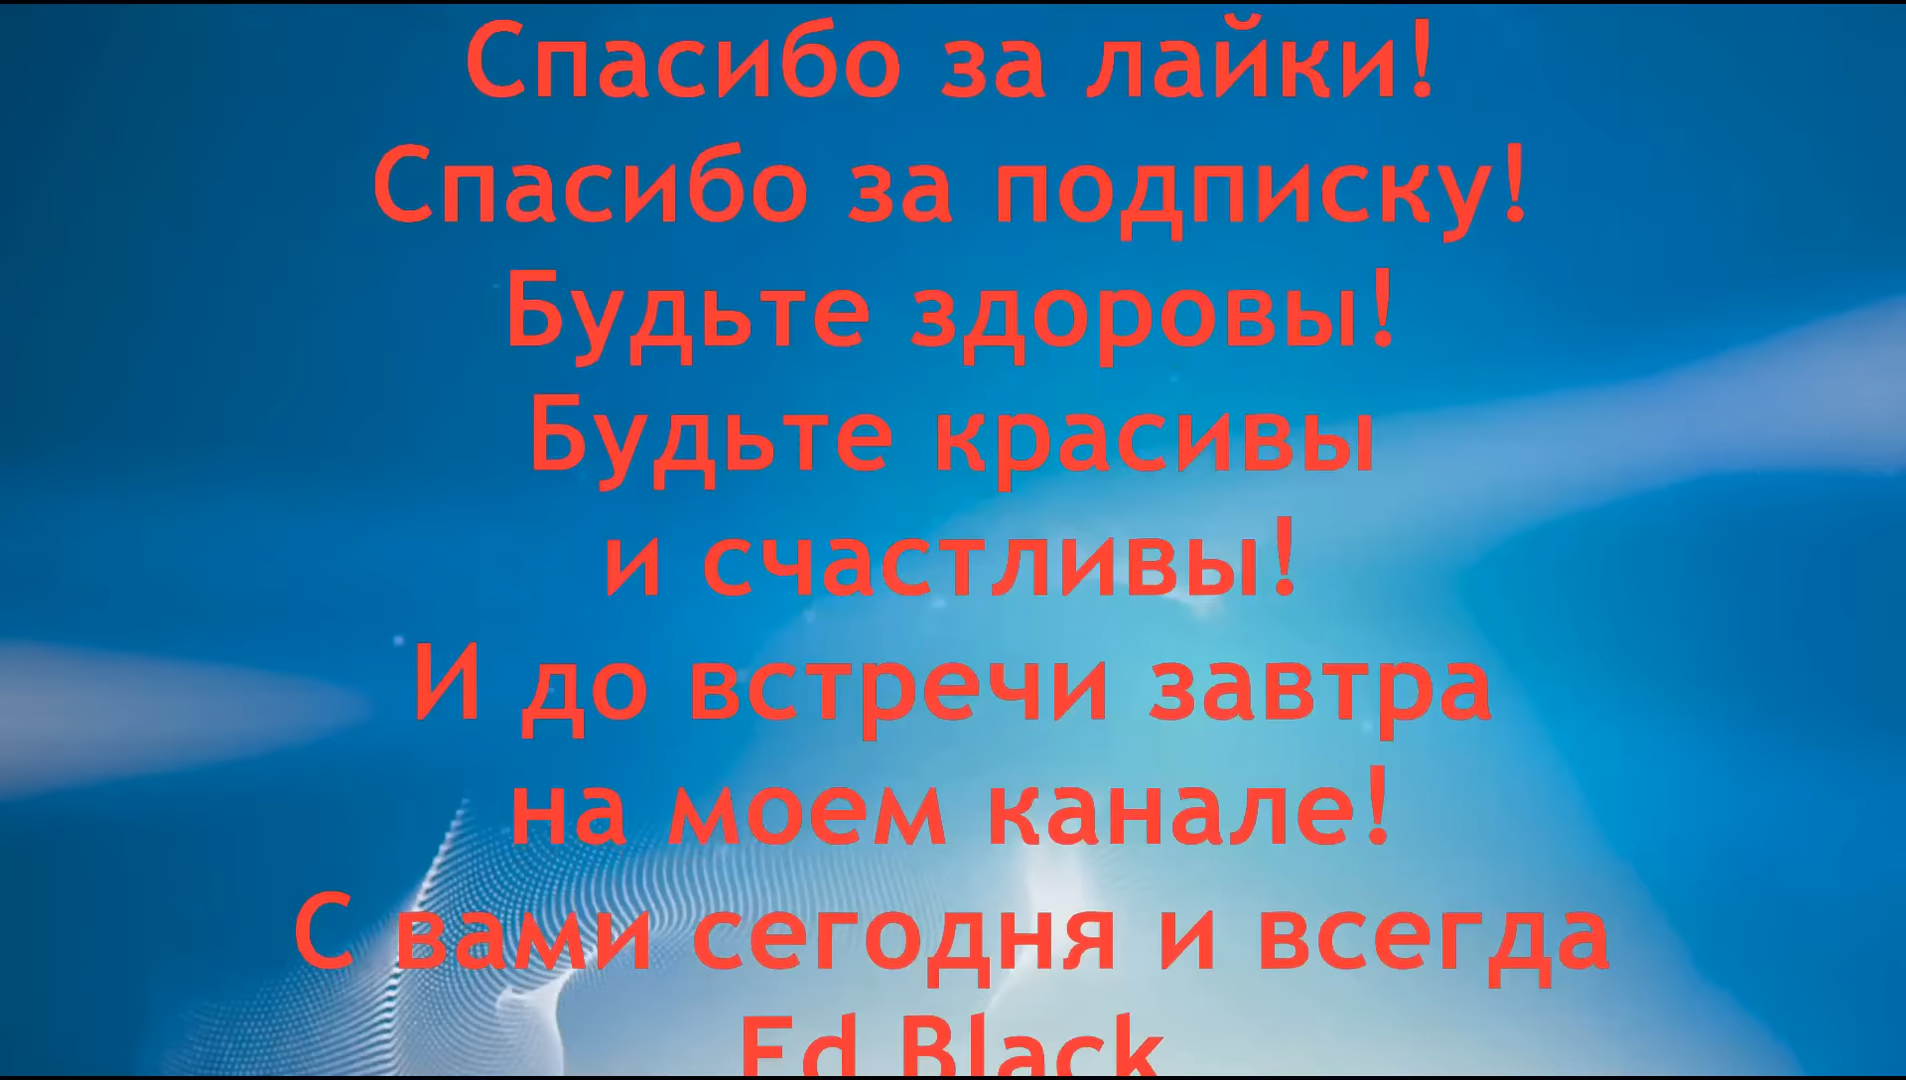 Спасибо за лайки!
Спасибо за подписку!
Будьте здоровы!
Будьте красивы
и счастливы!
И до встречи завтра
на моем канале!
С вами сегодня и всегда
Ed Black